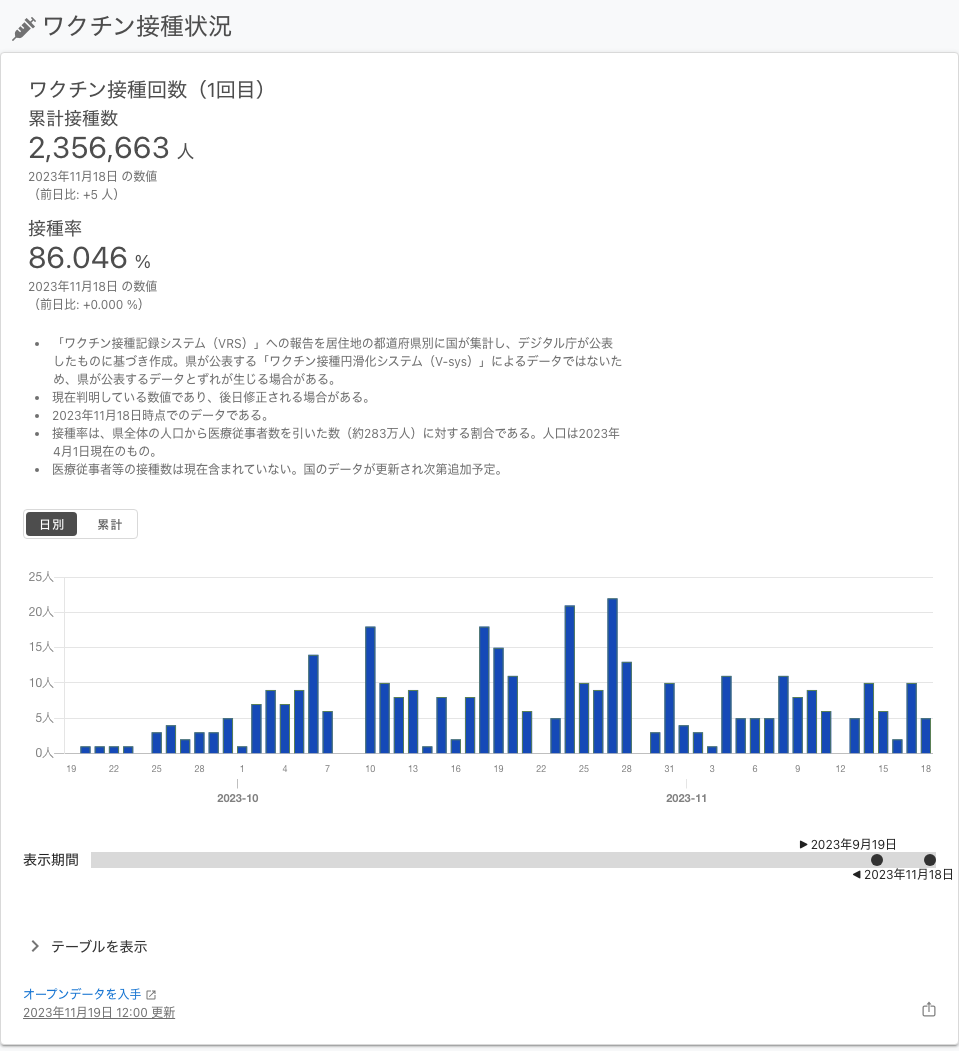 ワクチン接種状況
ワクチン接種回数（1回目）
累計接種数
2,356,663 人
2023年11月18日 の数値
（前日比: +5 人）
接種率
86.046 %
2023年11月18日 の数値
（前日比: +0.000 %）
• 「ワクチン接種記録システム（VRS）」への報告を居住地の都道府県別に国が集計し、デジタル庁が公表
したものに基づき作成。県が公表する「ワクチン接種円滑化システム（V-sys）」によるデータではないた
め、県が公表するデータとずれが生じる場合がある。
• 現在判明している数値であり、後日修正される場合がある。
• 2023年11月18日時点でのデータである。
• 接種率は、県全体の人口から医療従事者数を引いた数（約283万人）に対する割合である。人口は2023年
4月1日現在のもの。
• 医療従事者等の接種数は現在含まれていない。国のデータが更新され次第追加予定。
日別 累計
25人
20人
15人
10人
5人
0人
19 22 25 28 1 4 7 10 13 16 19 22 25 28 31 3 6 9 12 15 18
2023-10 2023-11
▶ 2023年9月19日
表示期間
◀ 2023年11月18日
テーブルを表示
オープンデータを入手
2023年11月19日 12:00 更新